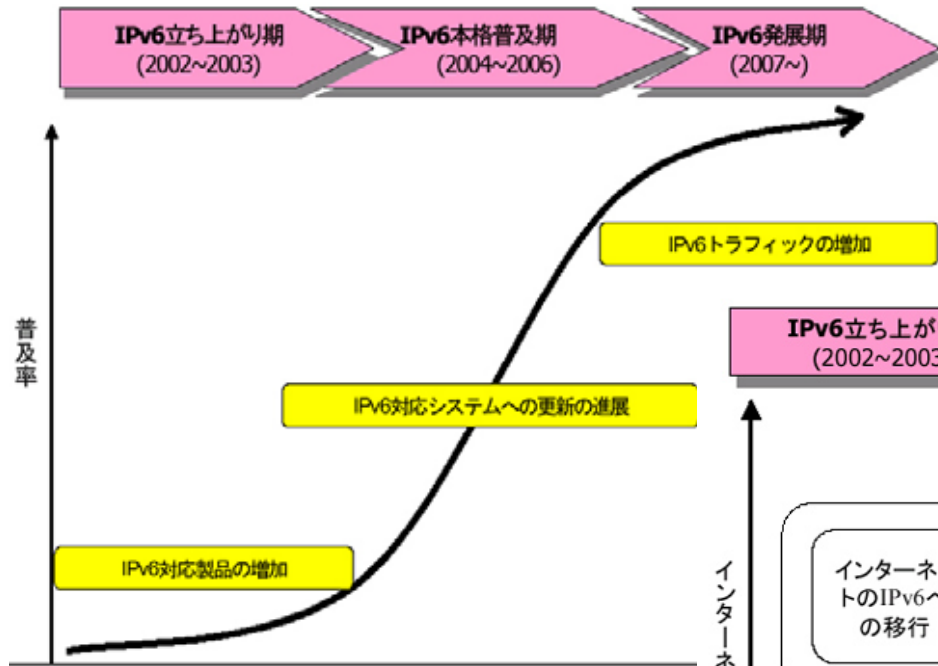 IPv6立ち上がり期
(2002~2003)
IPv6本格普及期
(2004~2006)
IPv6発展期
(2007~)
普及率
IPv6トラフィックの増加
IPv6対応システムへの更新の進展
IPv6対応製品の増加
IPv6立ち上が
(2002~2003
インターネ
インターネ
トのIPv6へ
の移行